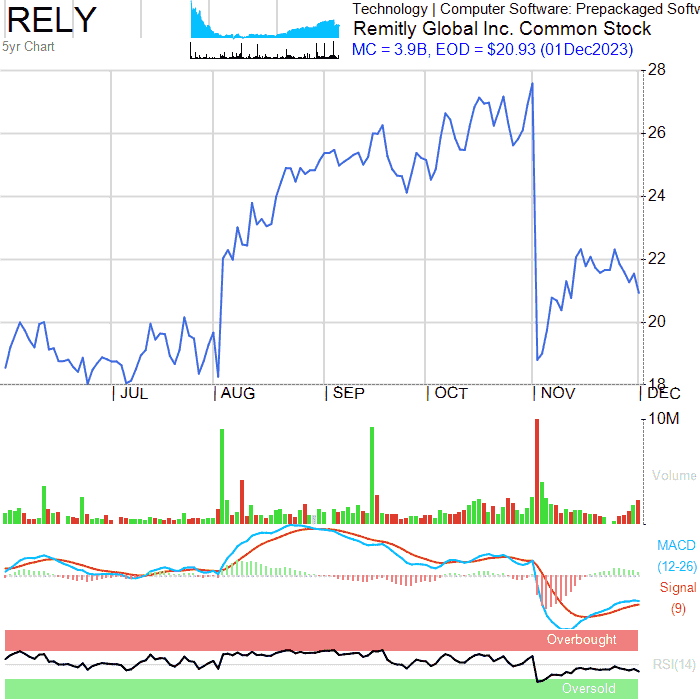 RELY
5yr Chart
Technology | Computer Software: Prepackaged Softw
Remitly Global Inc. Common Stock
MC = 3.9B, EOD = $20.93 (01Dec2023)
28
26
24
22
20
18
JUL AUG SEP OCT NOV DEC
10M
Volume
MACD
(12-26)
Signal
(9)
Overbought
RSI(14)
Oversold